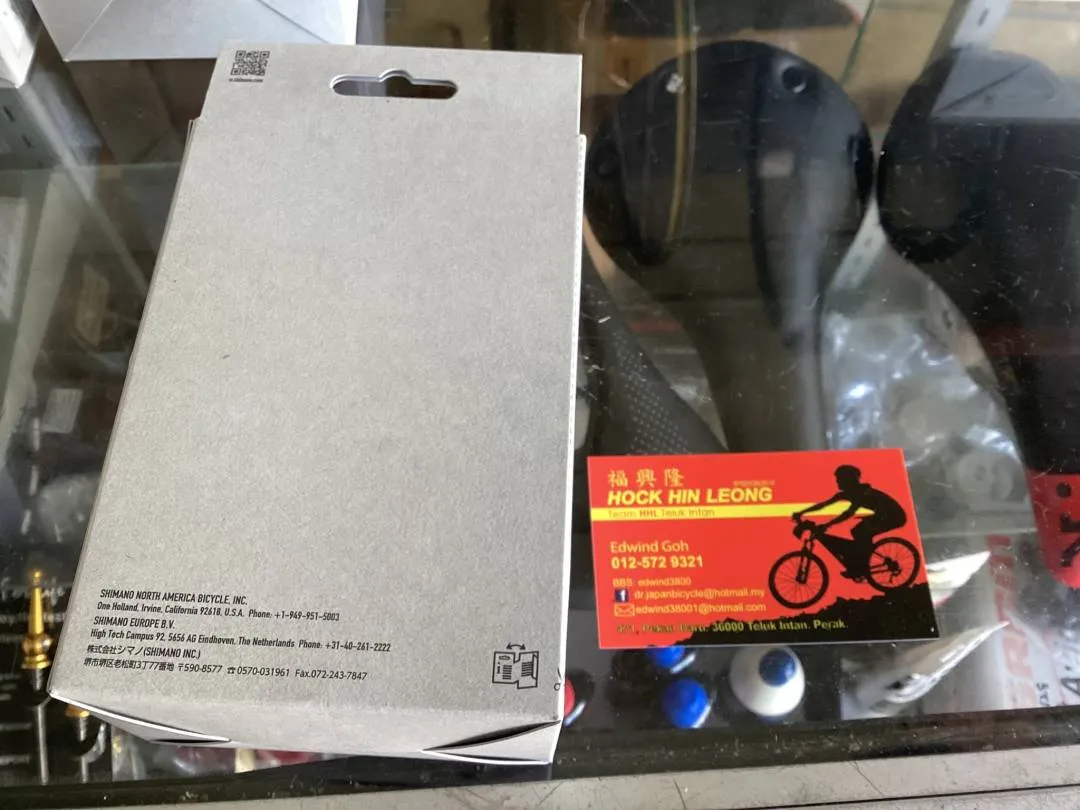 SHIMANO NORTH AMERICA BICYCLE, INC.
One Holland, Irvine, California 92618, U.S.A. Phone: +1-949-951-5003
SHIMANO EUROPE B.V.
High Tech Campus 92, 5656 AG Eindhoven, The Netherlands Phone: +31-40-261-2222
株式会社シマノ(SHIMANO INC.)
堺市堺区老松町3丁77番地 〒590-8577 ☎0570-031961 Fax.072-243-7847
福興隆
HOCK HIN LEONG
Team HHL Teluk Intan
Edwind Goh
012-572 9321
BBB: edwind3800
dr.japanbicycle@hotmail.my
edwind38001@hotmail.com
36000 Teluk Intan. Perak.